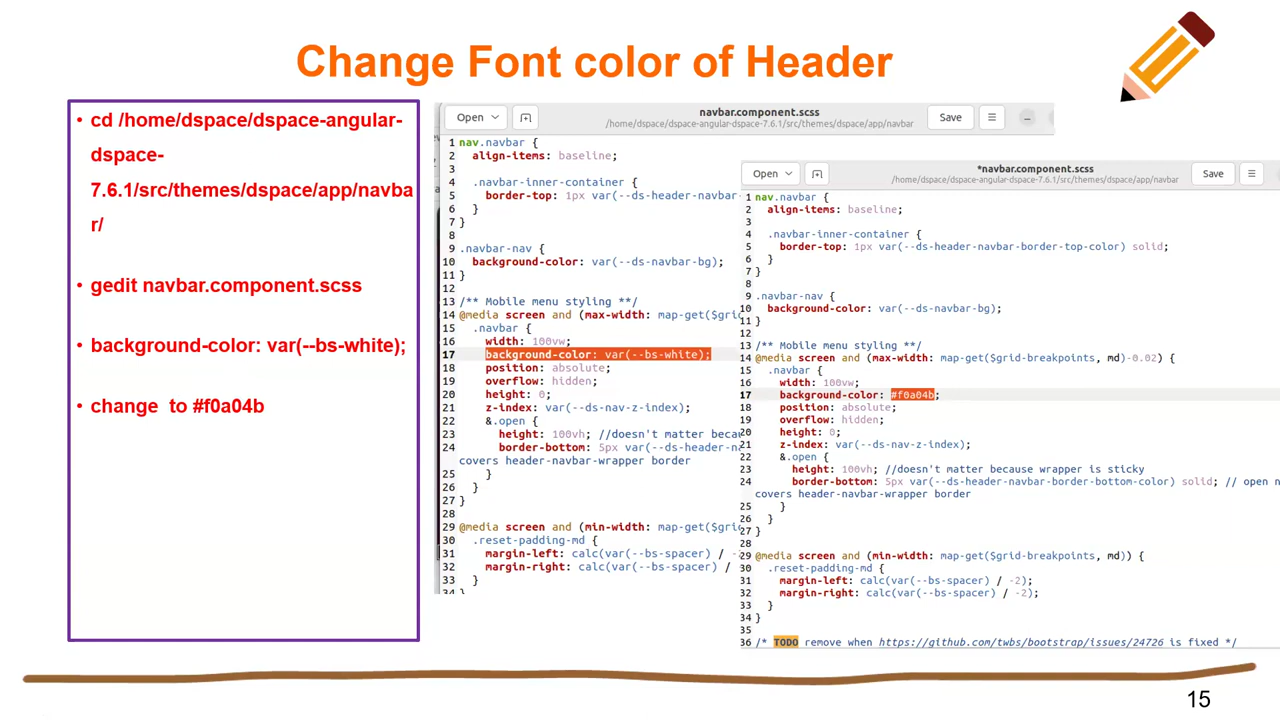 Change Font color of Header
• cd /home/dspace/dspace-angular-
dspace-
7.6.1/src/themes/dspace/app/navba
r/
• gedit navbar.component.scss
• background-color: var(--bs-white);
• change  to #f0a04b
Open
navbar.component.scss
/home/dspace/dspace-angular-dspace-7.6.1/src/themes/dspace/app/navbar
Save
1 nav.navbar {
2   align-items: baseline;
3
4   .navbar-inner-container {
5     border-top: 1px var(--ds-header-navbar-
6   }
7 }
8
9 .navbar-nav {
10   background-color: var(--ds-navbar-bg);
11 }
12
13 /** Mobile menu styling **/
14 @media screen and (max-width: map-get($grid
15   .navbar {
16     width: 100vw;
17     background-color: var(--bs-white);
18     position: absolute;
19     overflow: hidden;
20     height: 0;
21     z-index: var(--ds-nav-z-index);
22     &.open {
23       height: 100vh; //doesn't matter becau
24       border-bottom: 5px var(--ds-header-na
covers header-navbar-wrapper border
25     }
26   }
27 }
28
29 @media screen and (min-width: map-get($grid
30   .reset-padding-md {
31     margin-left: calc(var(--bs-spacer) / -
32     margin-right: calc(var(--bs-spacer) /
33   }
34 }
Open
*navbar.component.scss
/home/dspace/dspace-angular-dspace-7.6.1/src/themes/dspace/app/navbar
Save
1 nav.navbar {
2   align-items: baseline;
3
4   .navbar-inner-container {
5     border-top: 1px var(--ds-header-navbar-border-top-color) solid;
6   }
7 }
8
9 .navbar-nav {
10   background-color: var(--ds-navbar-bg);
11 }
12
13 /** Mobile menu styling **/
14 @media screen and (max-width: map-get($grid-breakpoints, md)-0.02) {
15   .navbar {
16     width: 100vw;
17     background-color: #f0a04b;
18     position: absolute;
19     overflow: hidden;
20     height: 0;
21     z-index: var(--ds-nav-z-index);
22     &.open {
23       height: 100vh; //doesn't matter because wrapper is sticky
24       border-bottom: 5px var(--ds-header-navbar-border-bottom-color) solid; // open n
covers header-navbar-wrapper border
25     }
26   }
27 }
28
29 @media screen and (min-width: map-get($grid-breakpoints, md)) {
30   .reset-padding-md {
31     margin-left: calc(var(--bs-spacer) / -2);
32     margin-right: calc(var(--bs-spacer) / -2);
33   }
34 }
35
36 /* TODO remove when https://github.com/twbs/bootstrap/issues/24726 is fixed */
15